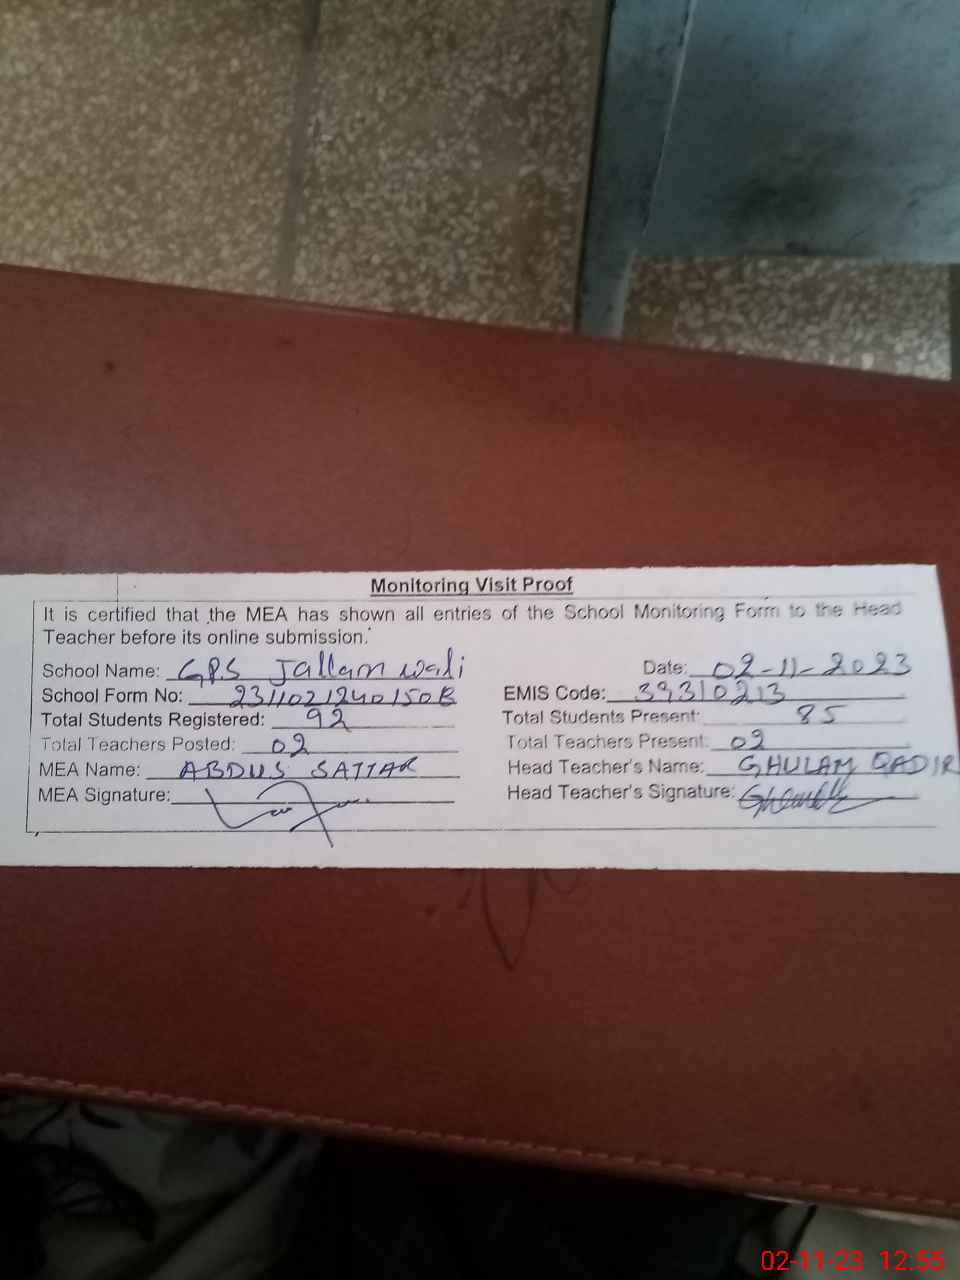 Monitoring Visit Proof
It is certified that the MEA has shown all entries of the School Monitoring Form to the Head
Teacher before its online submission.
School Name: GPS Jallam wali Date: 02-11-2023
School Form No: 2311021240150B EMIS Code: 39310213
Total Students Registered: 92 Total Students Present: 85
Total Teachers Posted: 02 Total Teachers Present: 02
MEA Name: ABDUS SATTAR Head Teacher's Name: GHULAM QADIR
MEA Signature: Head Teacher's Signature:
02-11-23 12:55